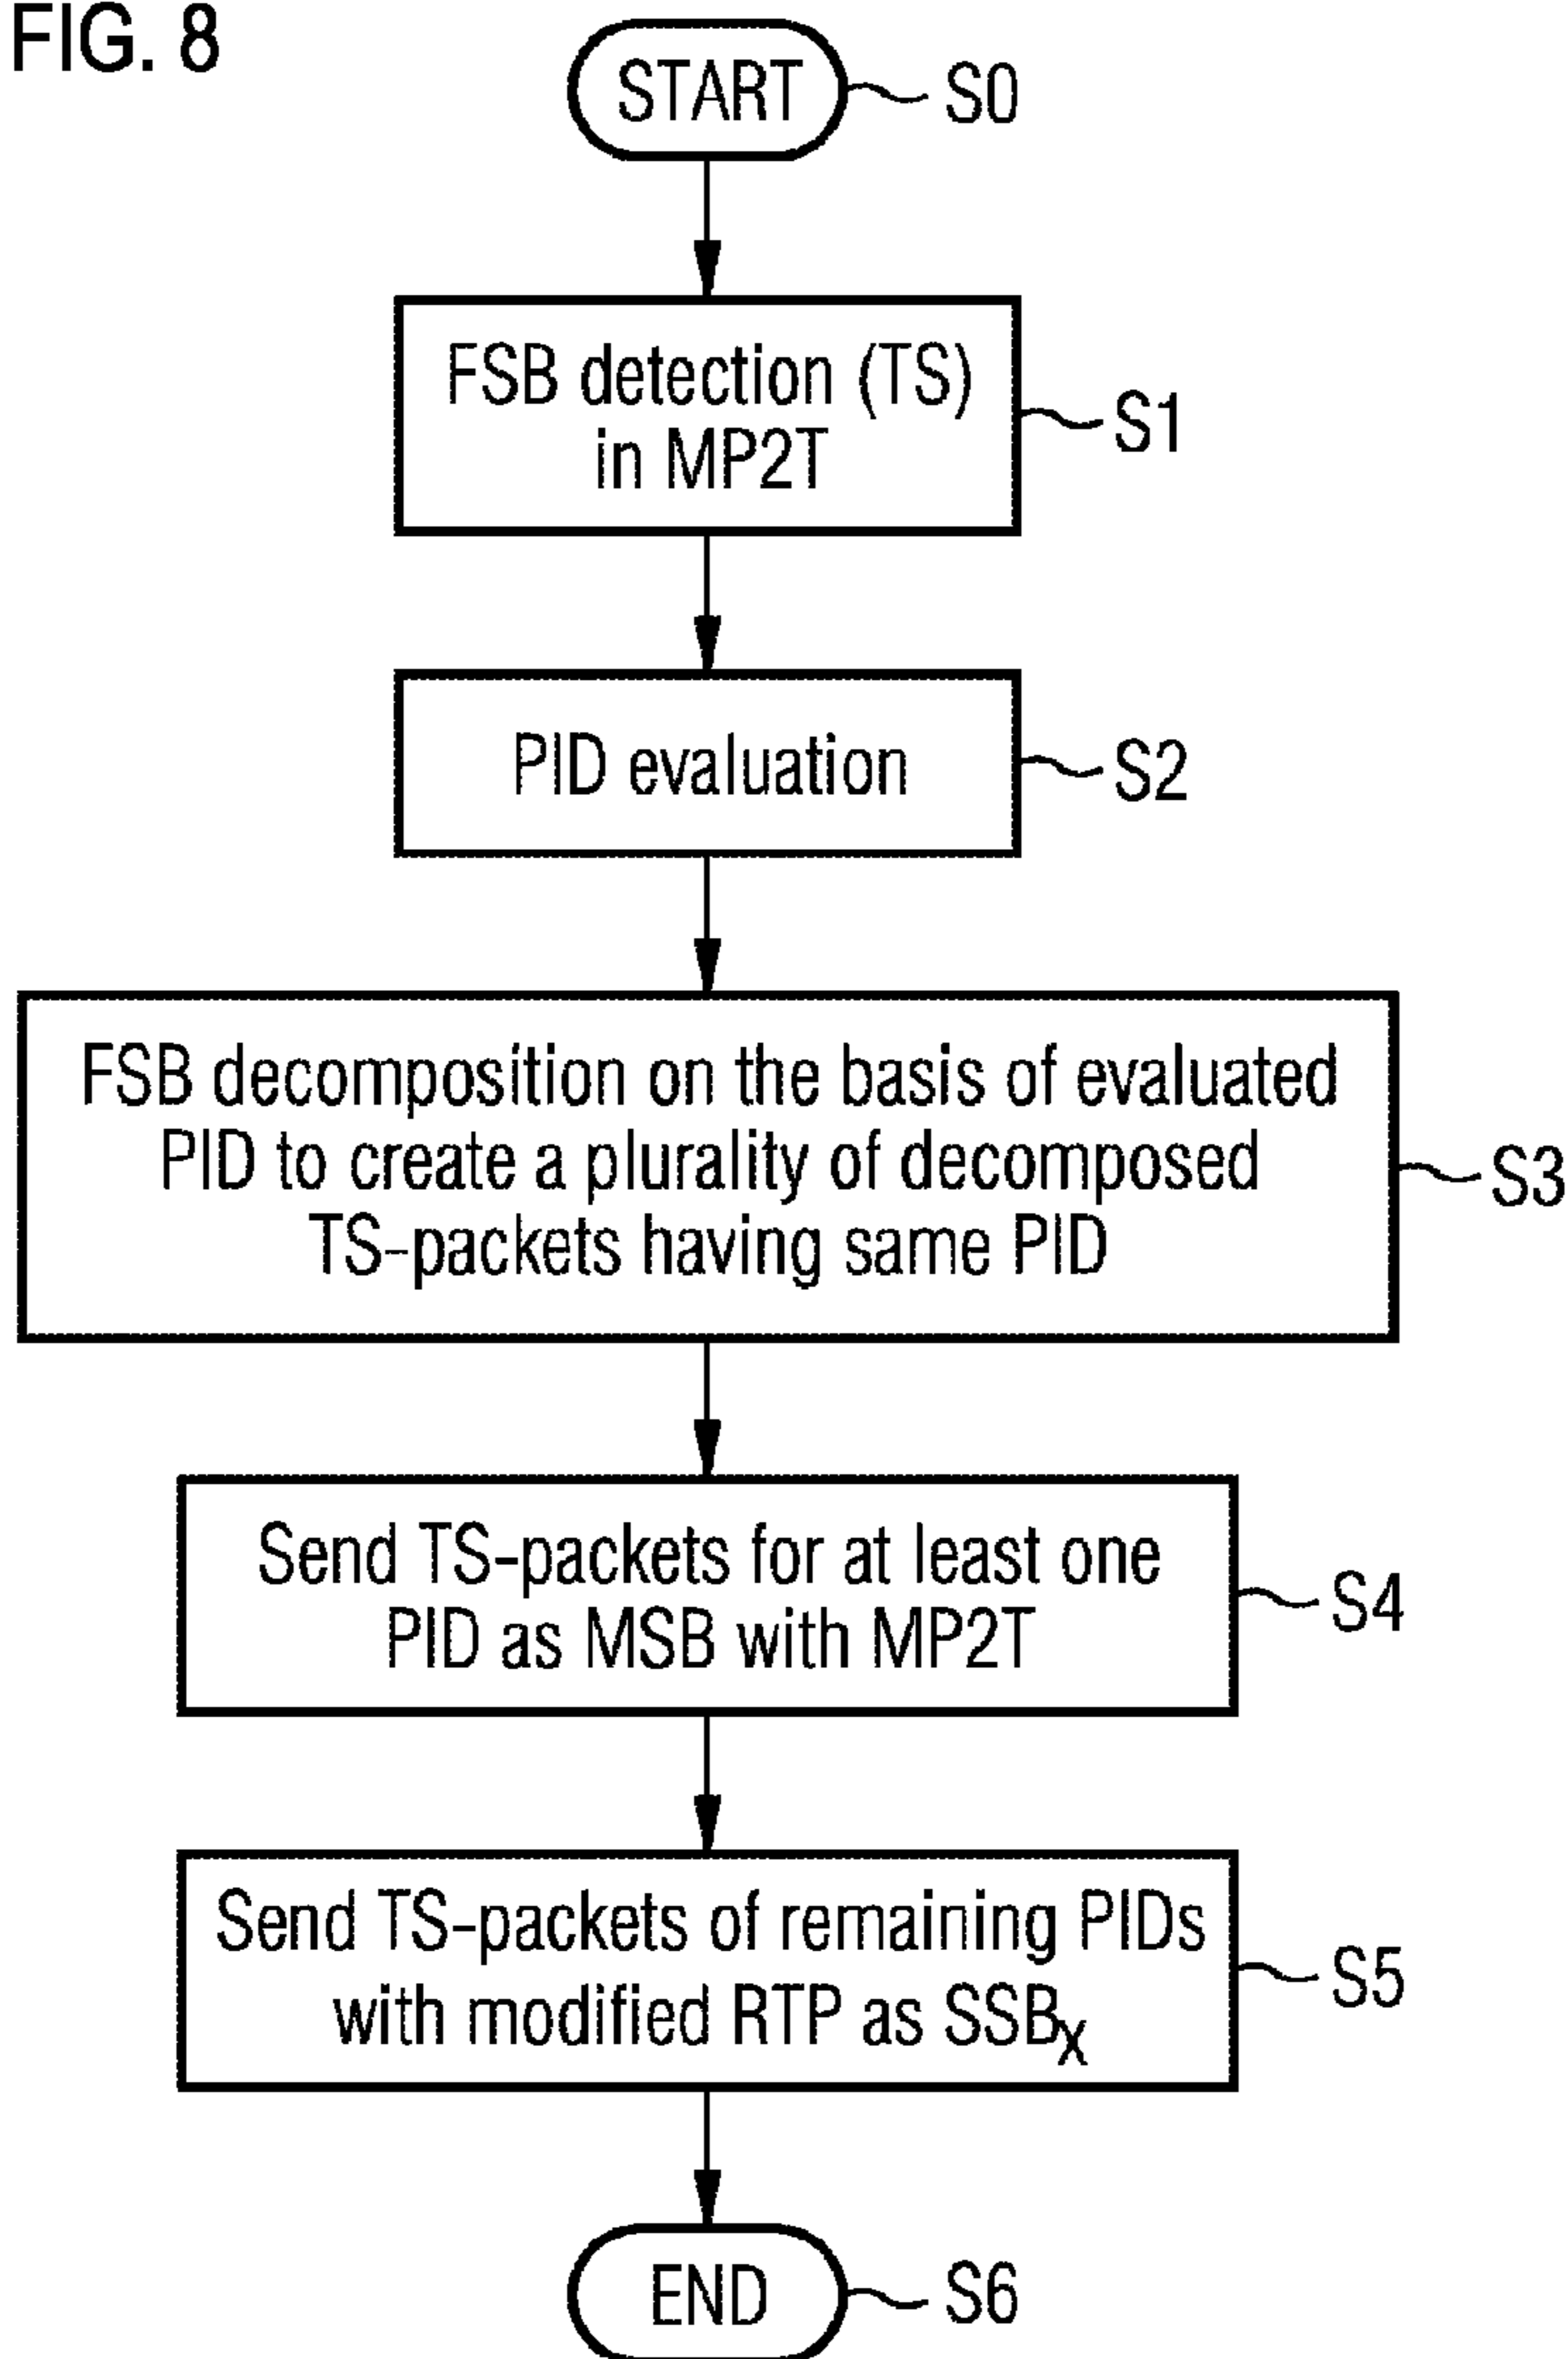 FIG. 8
START
S0
FSB detection (TS)
in MP2T
S1
PID evaluation
S2
FSB decomposition on the basis of evaluated
PID to create a plurality of decomposed
TS-packets having same PID
S3
Send TS-packets for at least one
PID as MSB with MP2T
S4
Send TS-packets of remaining PIDs
with modified RTP as SSBX
S5
END
S6